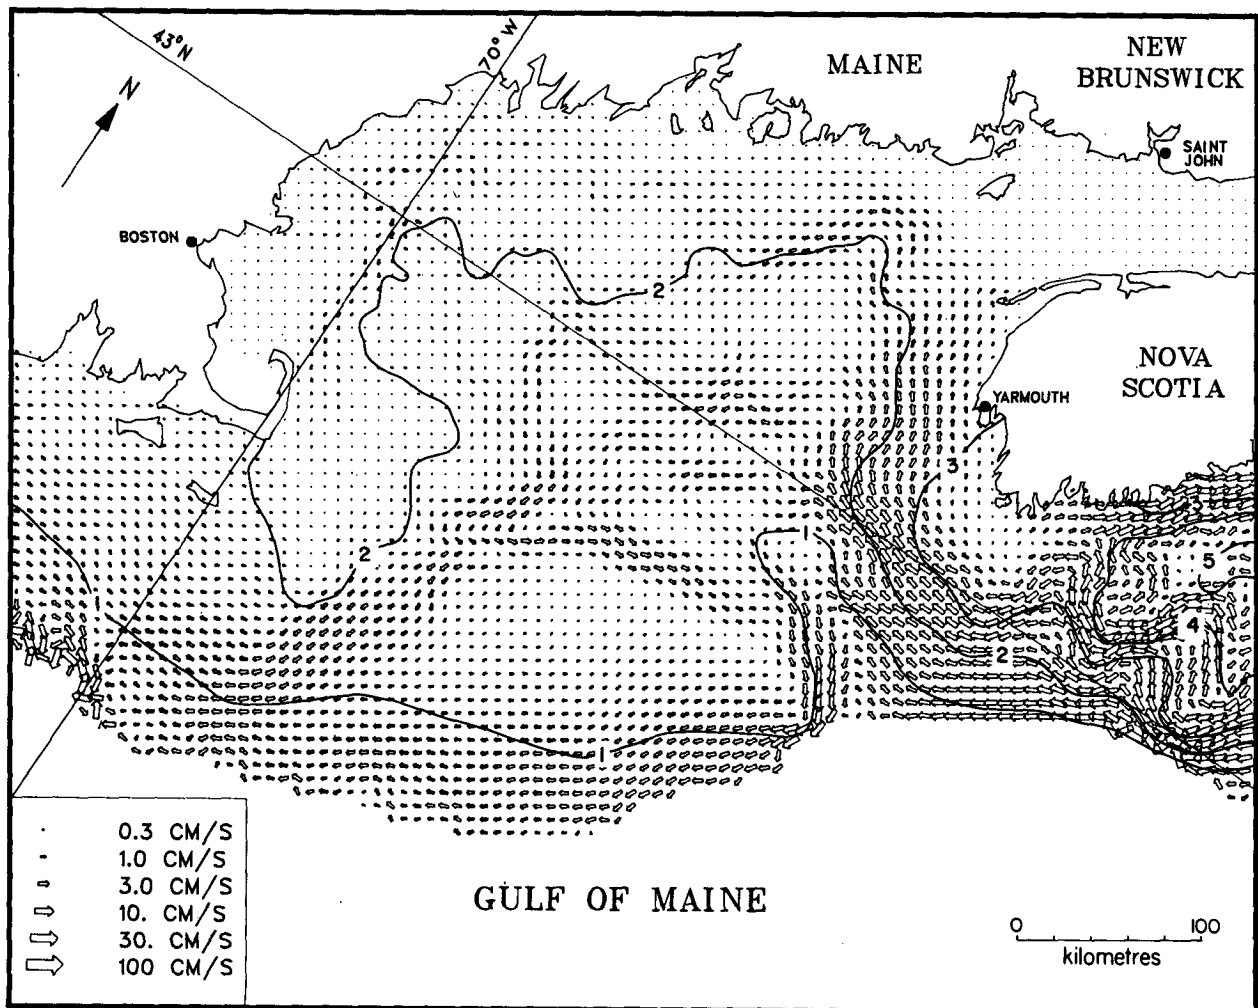 43°N
70°W
N
MAINE
NEW
BRUNSWICK
SAINT
JOHN
BOSTON
2
NOVA
SCOTIA
YARMOUTH
3
3
1
5
2
4
1
2
1
0.3 CM/S
1.0 CM/S
3.0 CM/S
10. CM/S
30. CM/S
100 CM/S
GULF OF MAINE
0 100
kilometres